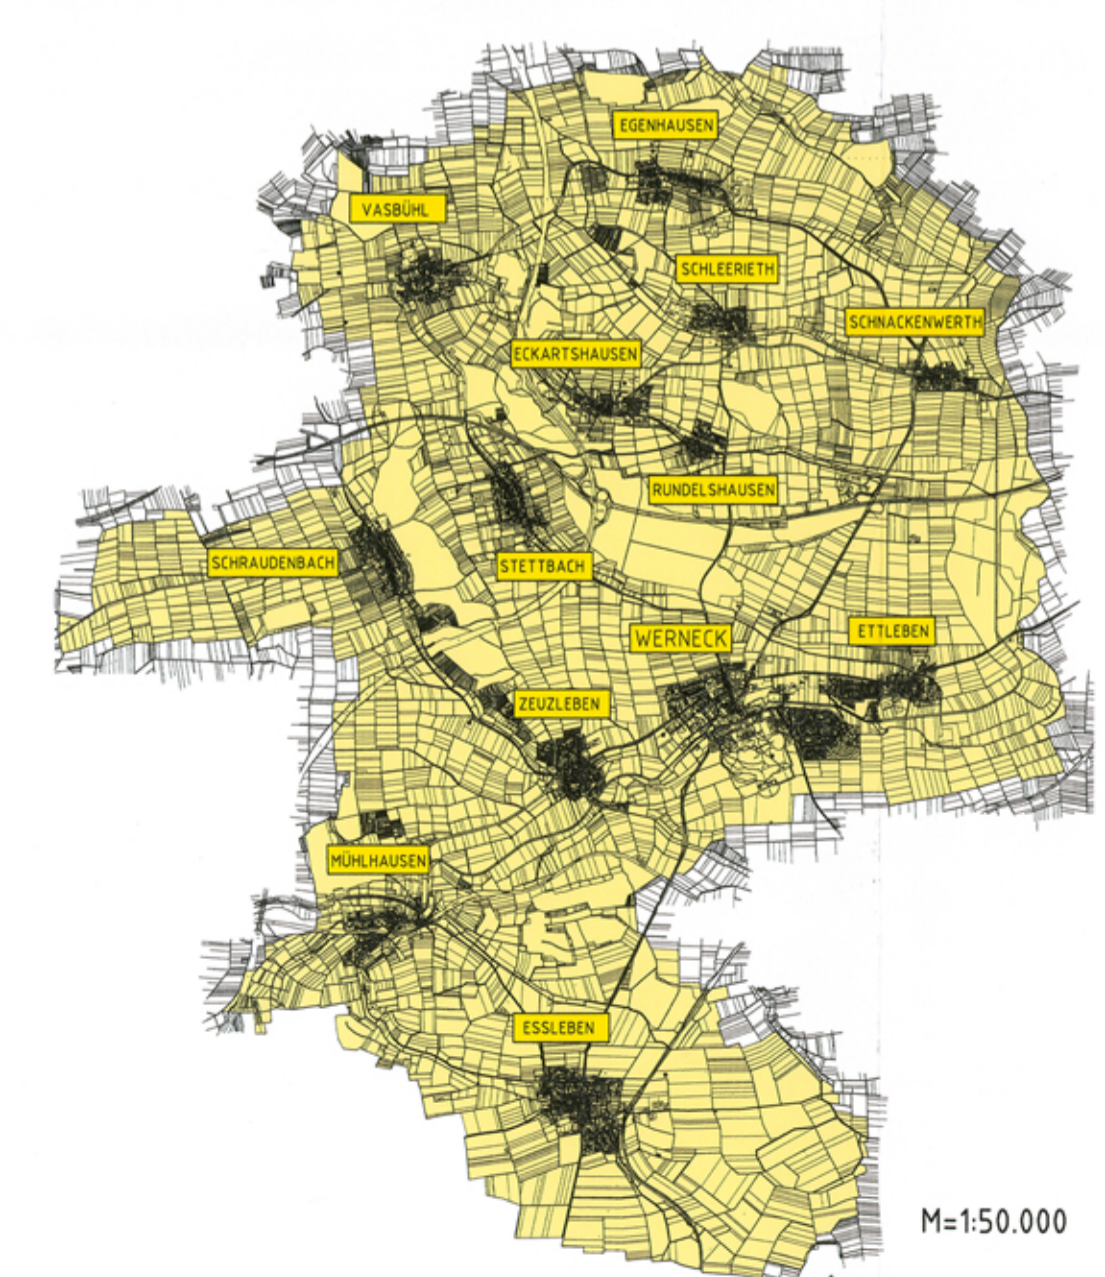 EGENHAUSEN
VASBÜHL
SCHLEERIETH
SCHNACKENWERTH
ECKARTSHAUSEN
RUNDELSHAUSEN
SCHRAUDENBACH
STETTBACH
WERNECK
ETTLEBEN
ZEUZLEBEN
MÜHLHAUSEN
ESSLEBEN
M=1:50.000